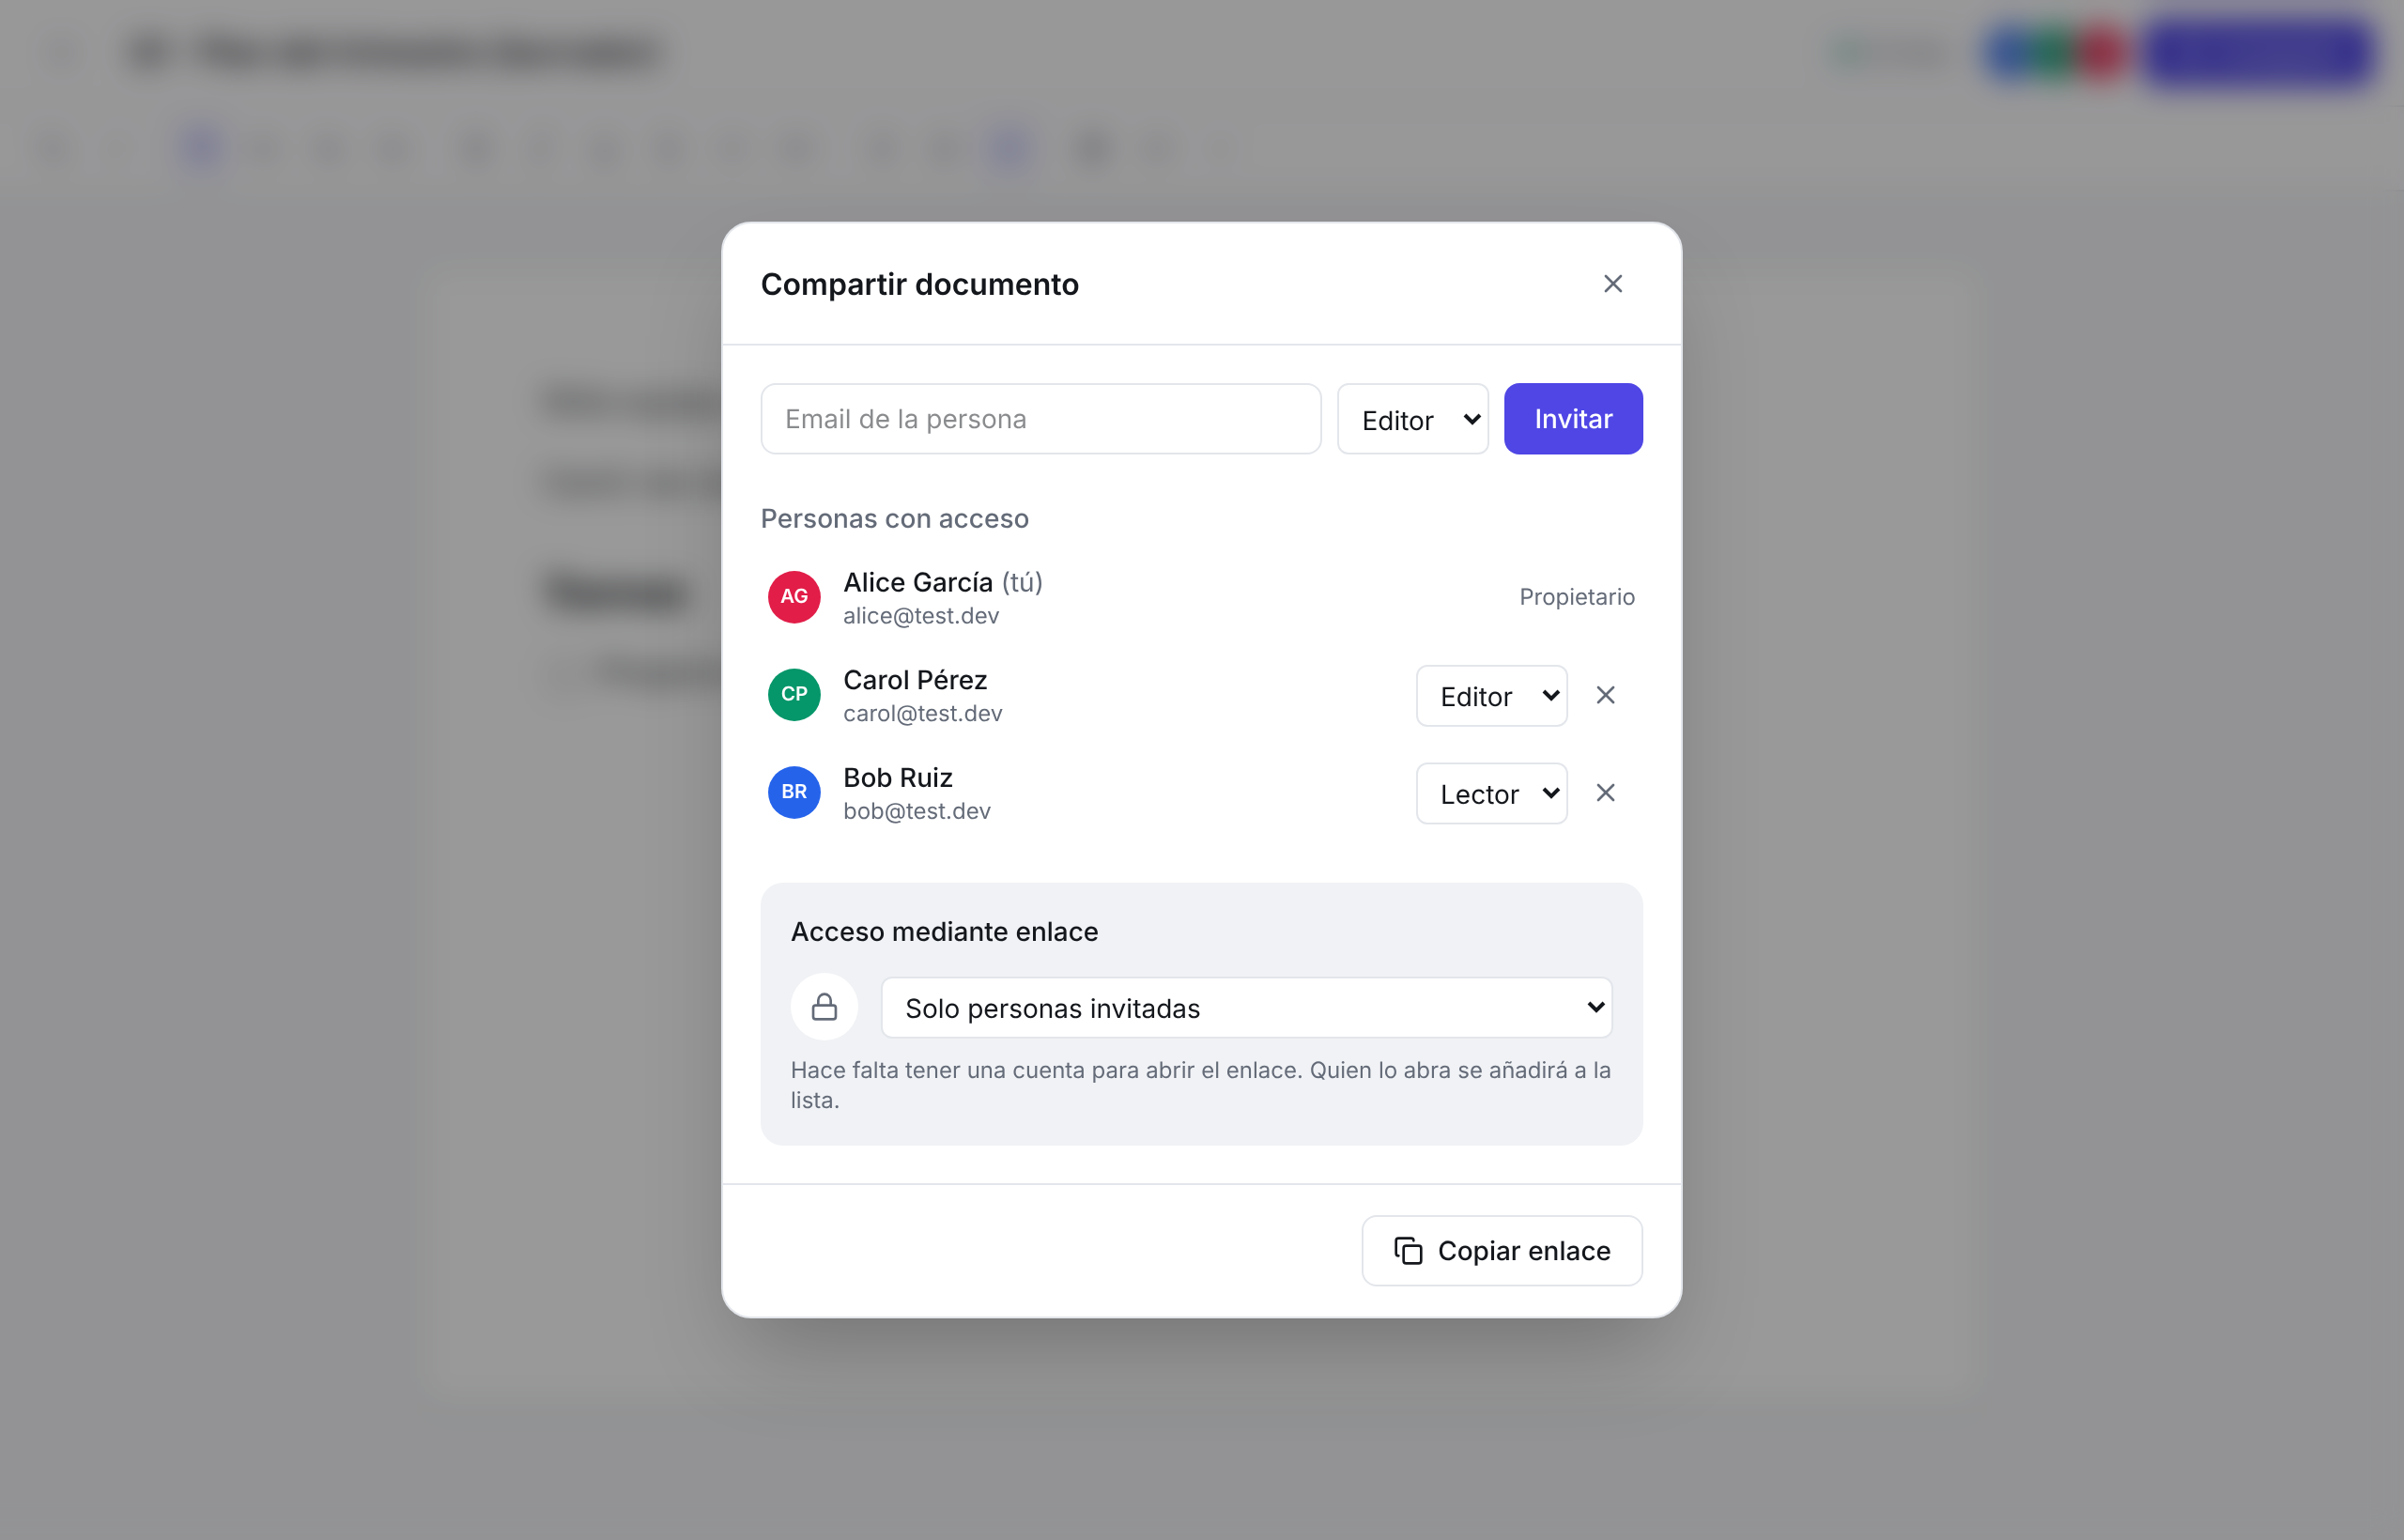 Compartir documento
Email de la persona
Editor
Invitar
Personas con acceso
AG
Alice García (tú)
alice@test.dev
Propietario
CP
Carol Pérez
carol@test.dev
Editor
BR
Bob Ruiz
bob@test.dev
Lector
Acceso mediante enlace
Solo personas invitadas
Hace falta tener una cuenta para abrir el enlace. Quien lo abra se añadirá a la
lista.
Copiar enlace